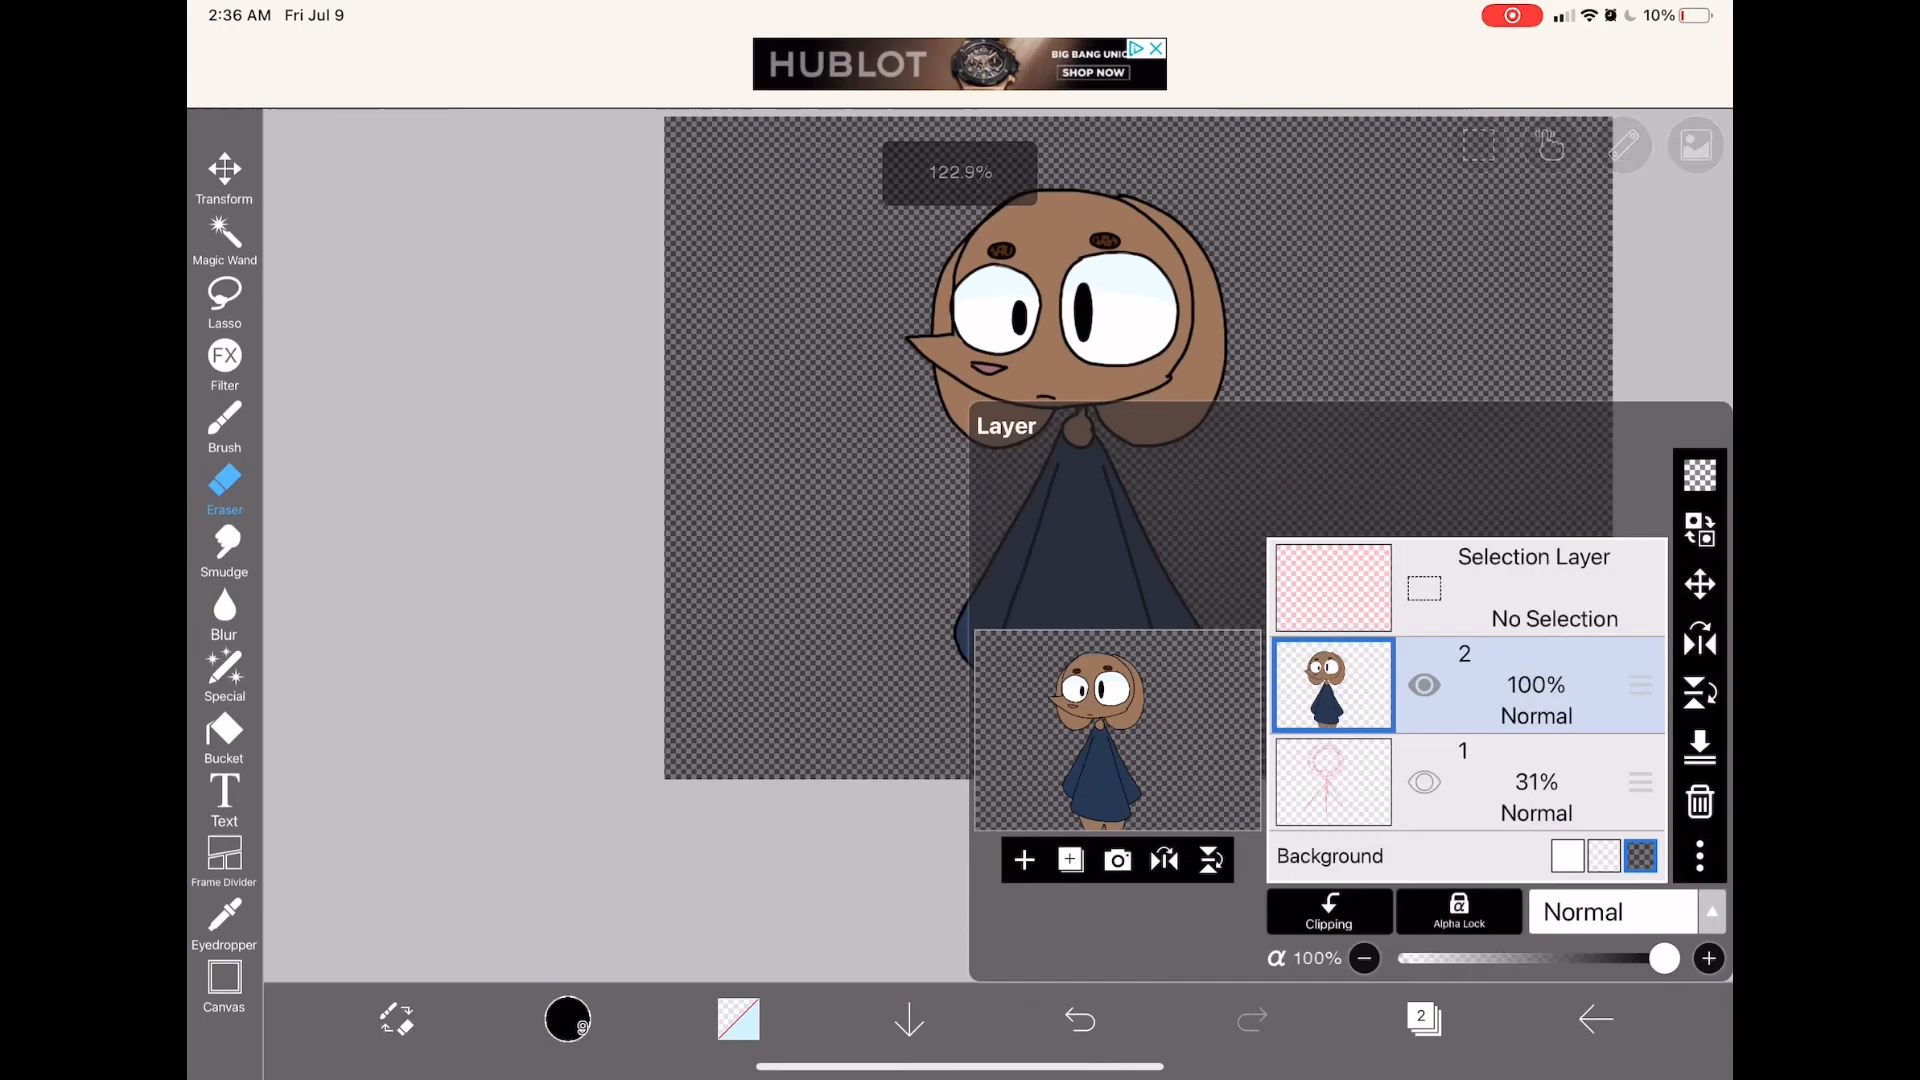 2:36 AM Fri Jul 9
10%
HUBLOT
BIG BANG UNIC
SHOP NOW
122.9%
Transform
Magic Wand
Lasso
FX
Filter
Brush
Eraser
Smudge
Blur
Special
Bucket
T
Text
Frame Divider
Eyedropper
Canvas
Layer
Selection Layer
No Selection
2
100%
Normal
1
31%
Normal
Background
Clipping
α
Alpha Lock
Normal
α 100%
9
2